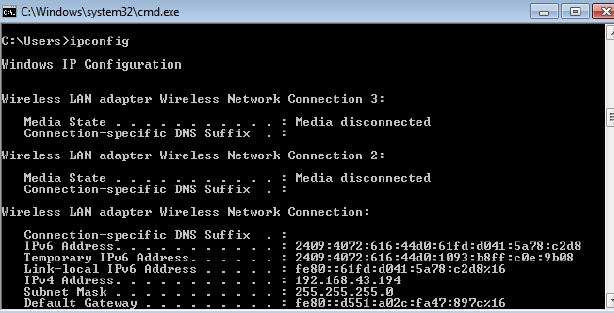 C:\Windows\system32\cmd.exe
C:\Users>ipconfig
Windows IP Configuration
Wireless LAN adapter Wireless Network Connection 3:
Media State . . . . . . . . . . . : Media disconnected
Connection-specific DNS Suffix . :
Wireless LAN adapter Wireless Network Connection 2:
Media State . . . . . . . . . . . : Media disconnected
Connection-specific DNS Suffix . :
Wireless LAN adapter Wireless Network Connection:
Connection-specific DNS Suffix . :
IPv6 Address. . . . . . . . . . . : 2409:4072:616:44d0:61fd:d041:5a78:c2d8
Temporary IPv6 Address. . . . . . : 2409:4072:616:44d0:1093:b8ff:c0e:9b08
Link-local IPv6 Address . . . . . : fe80::61fd:d041:5a78:c2d8%16
IPv4 Address. . . . . . . . . . . : 192.168.43.194
Subnet Mask . . . . . . . . . . . : 255.255.255.0
Default Gateway . . . . . . . . . : fe80::d551:a02c:fa47:897c%16